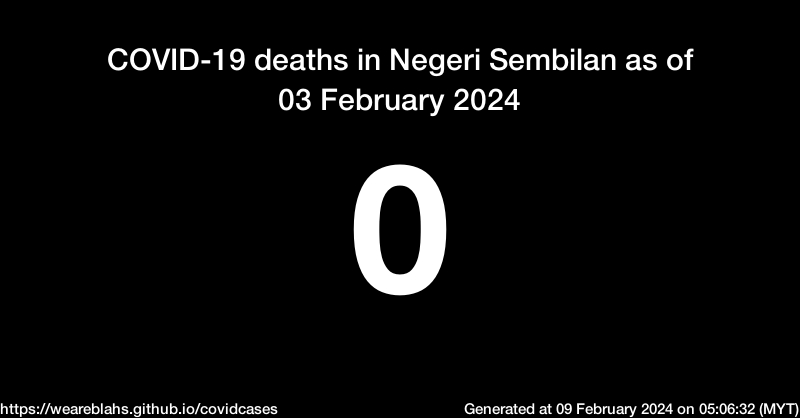 COVID-19 deaths in Negeri Sembilan as of
03 February 2024
0
https://weareblahs.github.io/covidcases
Generated at 09 February 2024 on 05:06:32 (MYT)